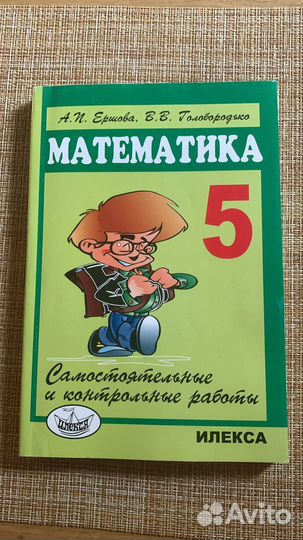 А.П. Ершова, В.В. Голобородько
МАТЕМАТИКА
5
Самостоятельные
и контрольные работы
ИЛЕКСА
ИЛЕКСА
Avito